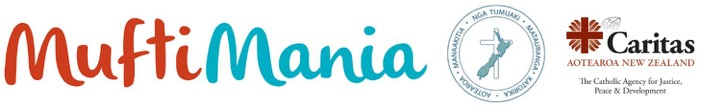 MuftiMania
MANAAKITIA • NGA TUMUAKI • MATAURANGA • KATORIKA • AOTEAROA •
Caritas
AOTEAROA NEW ZEALAND
The Catholic Agency for Justice,
Peace & Development